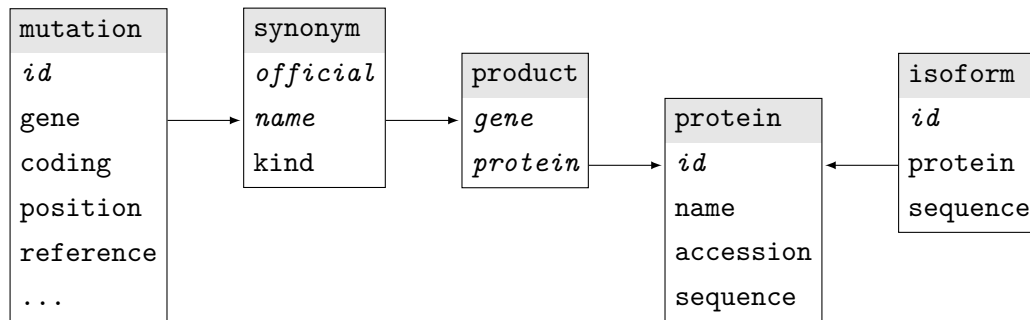 mutation
id
gene
coding
position
reference
...
synonym
official
name
kind
product
gene
protein
protein
id
name
accession
sequence
isoform
id
protein
sequence